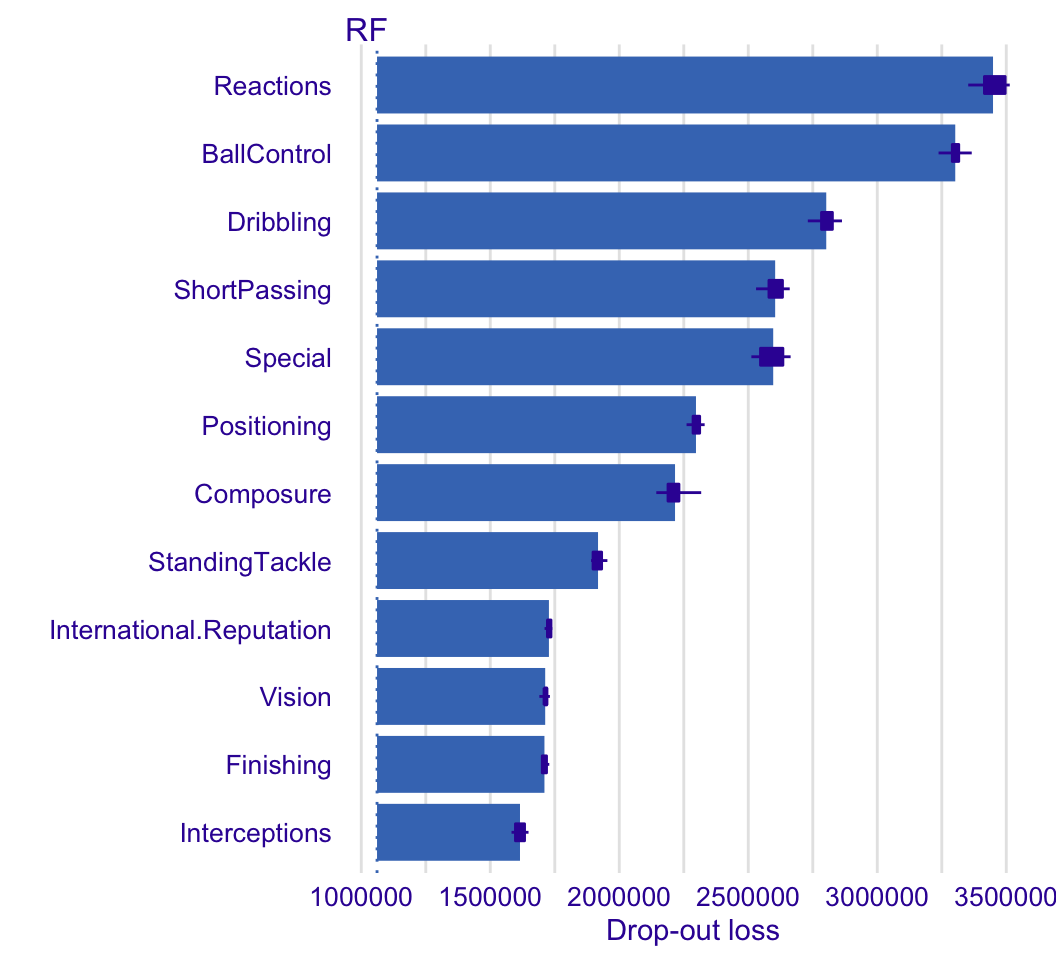 RF
Reactions
BallControl
Dribbling
ShortPassing
Special
Positioning
Composure
StandingTackle
International.Reputation
Vision
Finishing
Interceptions
1000000 1500000 2000000 2500000 3000000 3500000
Drop-out loss